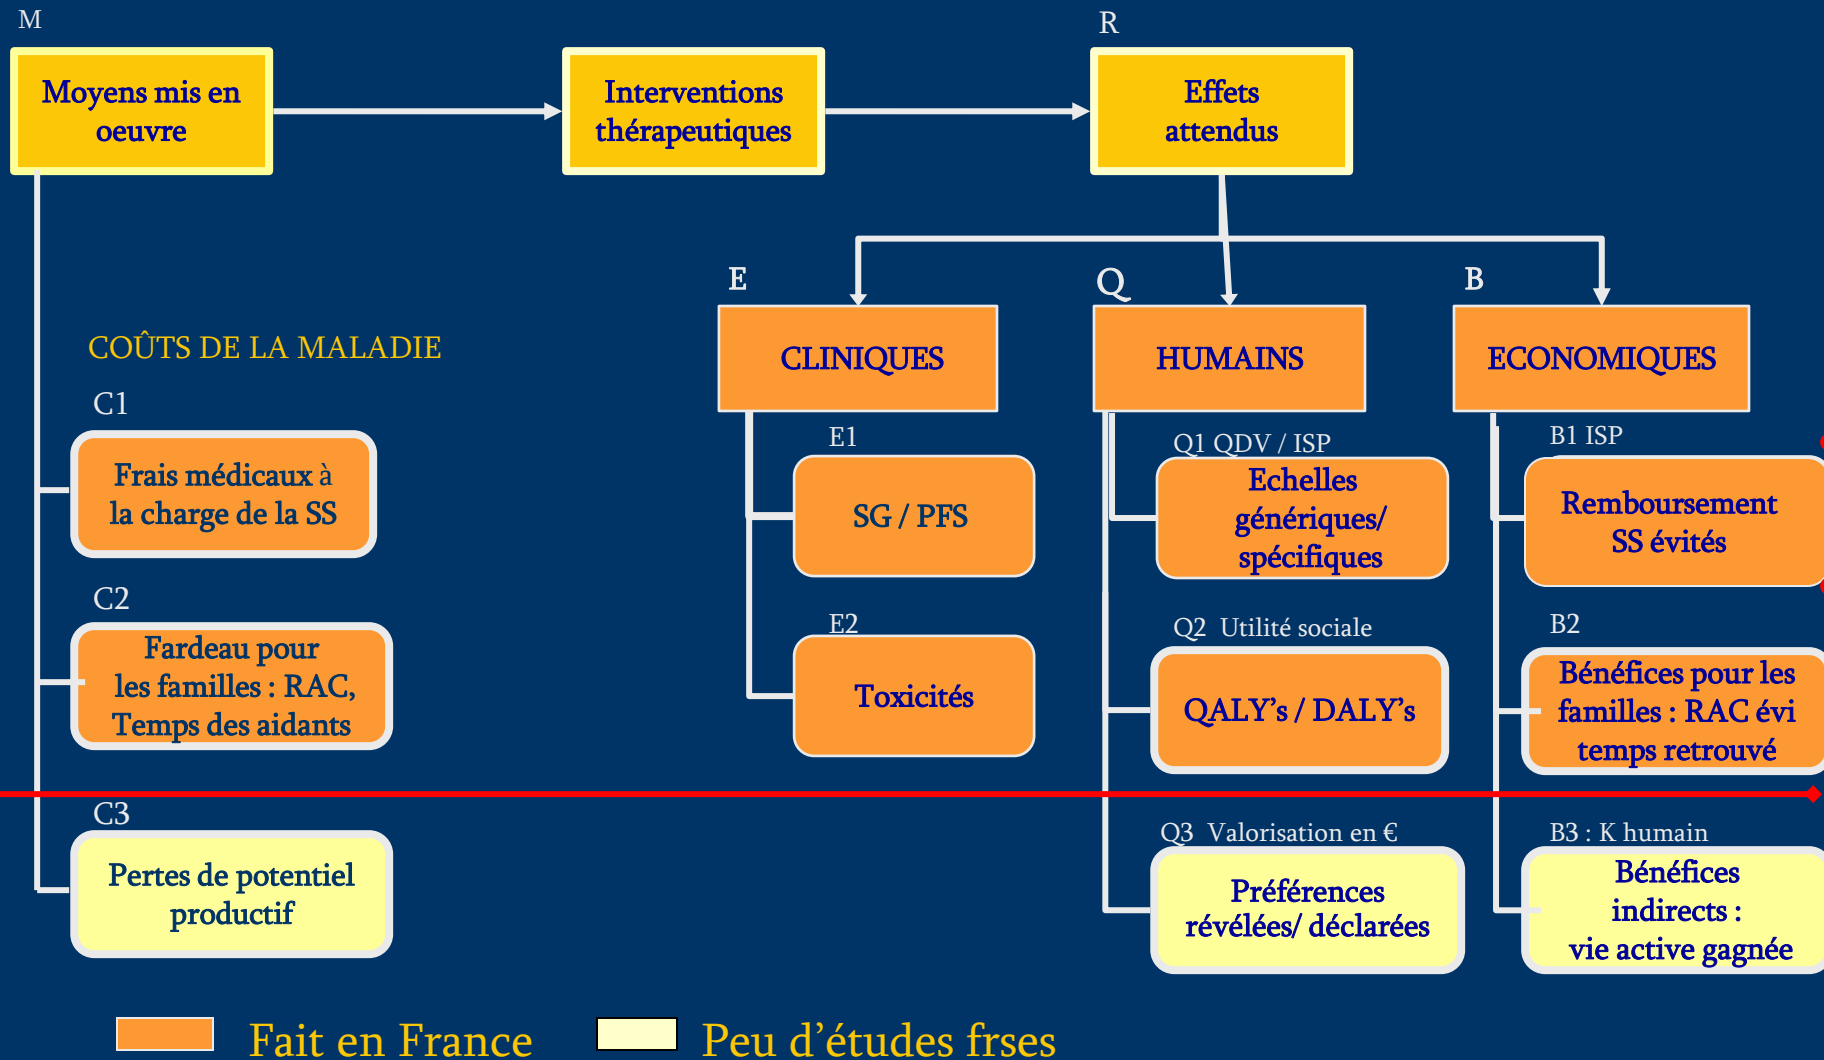 M
Moyens mis en
oeuvre
Interventions
thérapeutiques
R
Effets
attendus
COÛTS DE LA MALADIE
C1
Frais médicaux à
la charge de la SS
C2
Fardeau pour
les familles : RAC,
Temps des aidants
C3
Pertes de potentiel
productif
E
CLINIQUES
E1
SG / PFS
E2
Toxicités
Q
HUMAINS
Q1 QDV / ISP
Echelles
génériques/
spécifiques
Q2 Utilité sociale
QALY’s / DALY’s
Q3 Valorisation en €
Préférences
révélées/ déclarées
B
ECONOMIQUES
B1 ISP
Remboursement
SS évités
B2
Bénéfices pour les
familles : RAC évi
temps retrouvé
B3 : K humain
Bénéfices
indirects :
vie active gagnée
Fait en France
Peu d’études frses